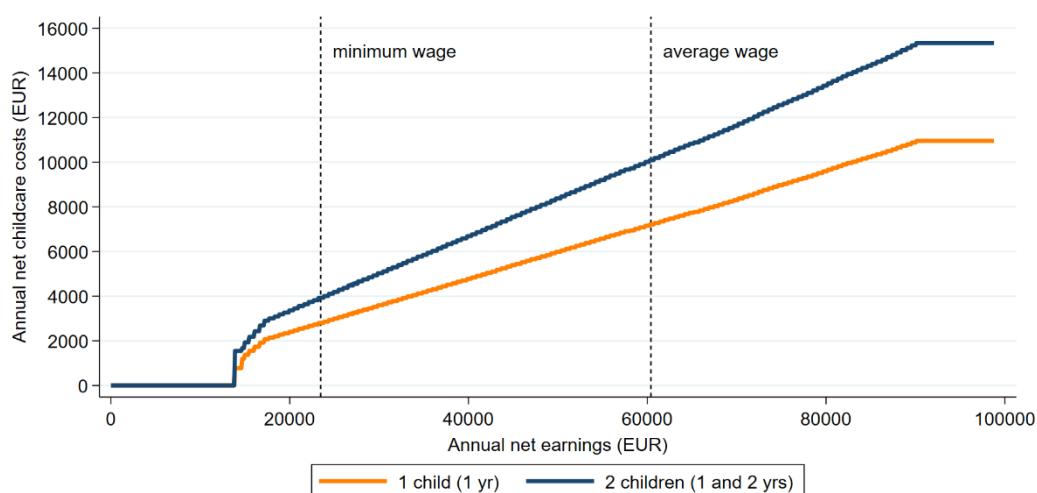 16000
14000
12000
10000
8000
6000
4000
2000
0
Annual net childcare costs (EUR)
minimum wage
average wage
0 20000 40000 60000 80000 100000
Annual net earnings (EUR)
1 child (1 yr) 2 children (1 and 2 yrs)